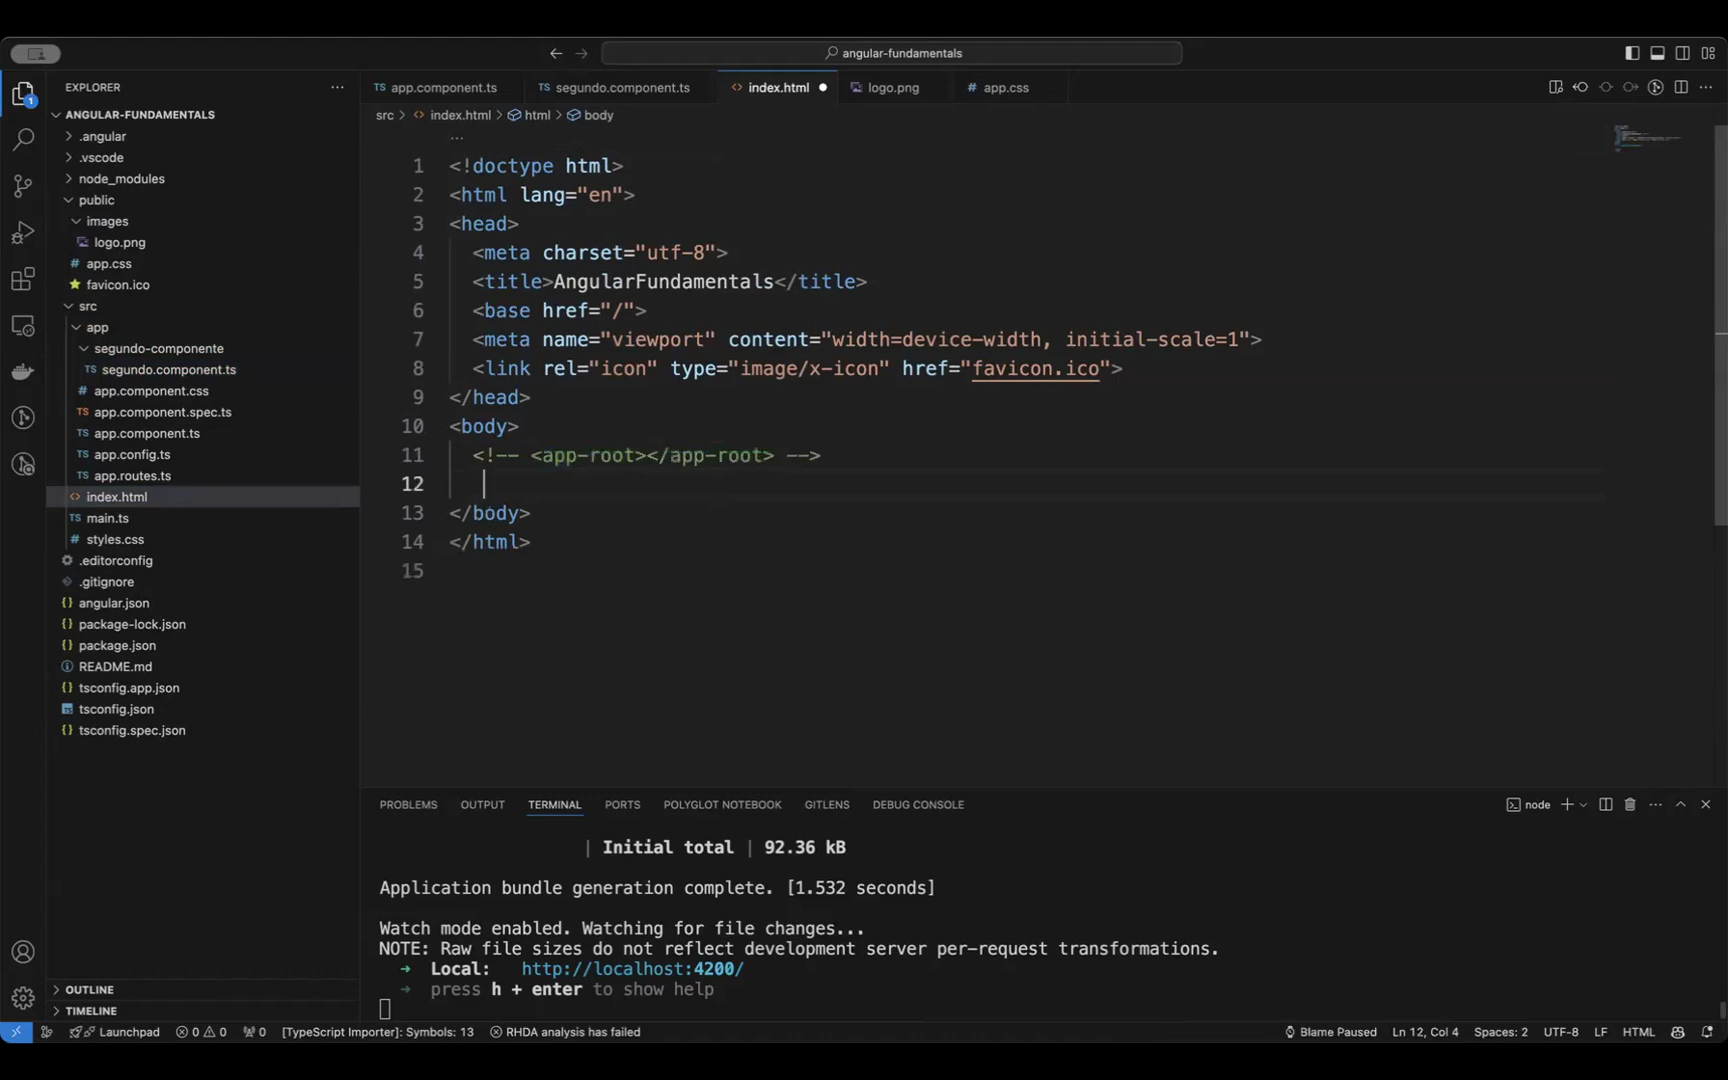 angular-fundamentals
EXPLORER
ANGULAR-FUNDAMENTALS
.angular
.vscode
node_modules
public
images
logo.png
app.css
favicon.ico
src
app
segundo-componente
TS segundo.component.ts
# app.component.css
TS app.component.spec.ts
TS app.component.ts
TS app.config.ts
TS app.routes.ts
<> index.html
TS main.ts
# styles.css
.editorconfig
.gitignore
{} angular.json
{} package-lock.json
{} package.json
README.md
{} tsconfig.app.json
tsconfig.json
{} tsconfig.spec.json
OUTLINE
TIMELINE
1
TS app.component.ts TS segundo.component.ts <> index.html logo.png # app.css
src > <> index.html > html > body
...
1 <!doctype html>
2 <html lang="en">
3 <head>
4 <meta charset="utf-8">
5 <title>AngularFundamentals</title>
6 <base href="/">
7 <meta name="viewport" content="width=device-width, initial-scale=1">
8 <link rel="icon" type="image/x-icon" href="favicon.ico">
9 </head>
10 <body>
11 <!-- <app-root></app-root> -->
12
13 </body>
14 </html>
15
PROBLEMS OUTPUT TERMINAL PORTS POLYGLOT NOTEBOOK GITLENS DEBUG CONSOLE node
| Initial total | 92.36 kB
Application bundle generation complete. [1.532 seconds]
Watch mode enabled. Watching for file changes...
NOTE: Raw file sizes do not reflect development server per-request transformations.
➜ Local: http://localhost:4200/
➜ press h + enter to show help
Launchpad 0 0 0 [TypeScript Importer]: Symbols: 13 RHDA analysis has failed Blame Paused Ln 12, Col 4 Spaces: 2 UTF-8 LF HTML